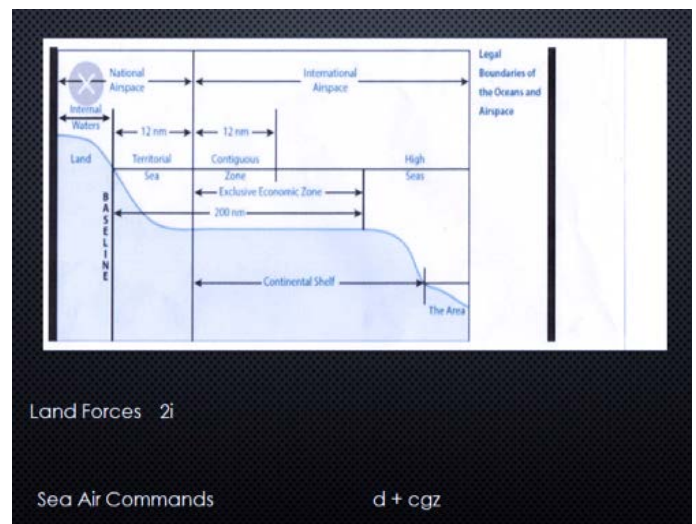 Legal
Boundaries of
the Oceans and
Airspace
National
Airspace
International
Airspace
X
Internal
Waters
12 nm
12 nm
Land
Territorial
Sea
Contiguous
Zone
High
Seas
Exclusive Economic Zone
200 nm
BASELINE
Continental Shelf
The Area
Land Forces 2i
Sea Air Commands d + cgz